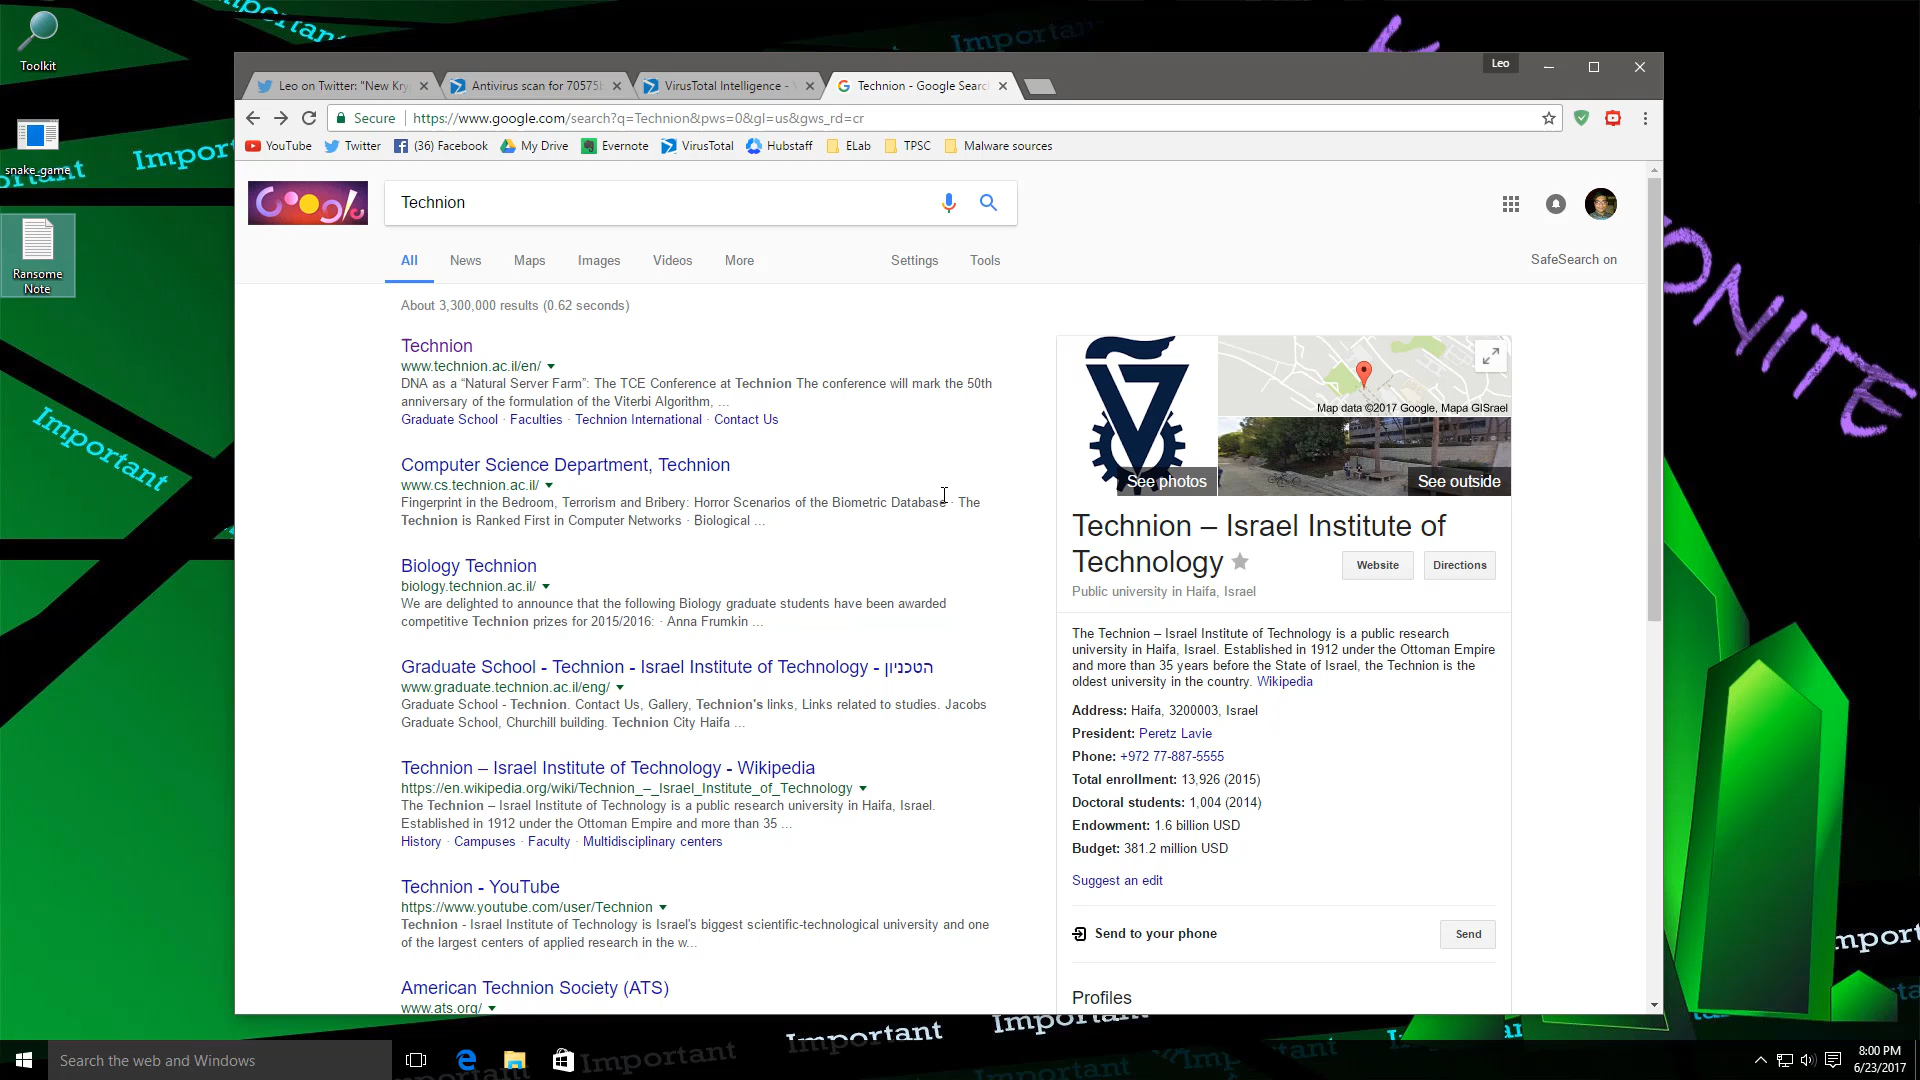 Toolkit
snake_game
Ransome
Note
Important
Important
Important
Important
Leo
Leo on Twitter: "New Kry
Antivirus scan for 70575
VirusTotal Intelligence -
Technion - Google Searc
Secure
https://www.google.com/search?q=Technion&pws=0&gl=us&gws_rd=cr
YouTube
Twitter
(36) Facebook
My Drive
Evernote
VirusTotal
Hubstaff
ELab
TPSC
Malware sources
Google
Technion
All
News
Maps
Images
Videos
More
Settings
Tools
SafeSearch on
About 3,300,000 results (0.62 seconds)
Technion
www.technion.ac.il/en/
DNA as a “Natural Server Farm”: The TCE Conference at Technion The conference will mark the 50th
anniversary of the formulation of the Viterbi Algorithm, ...
Graduate School · Faculties · Technion International · Contact Us
Computer Science Department, Technion
www.cs.technion.ac.il/
Fingerprint in the Bedroom, Terrorism and Bribery: Horror Scenarios of the Biometric Database · The
Technion is Ranked First in Computer Networks · Biological ...
Biology Technion
biology.technion.ac.il/
We are delighted to announce that the following Biology graduate students have been awarded
competitive Technion prizes for 2015/2016: · Anna Frumkin ...
Graduate School - Technion - Israel Institute of Technology - הטכניון
www.graduate.technion.ac.il/eng/
Graduate School - Technion. Contact Us, Gallery, Technion's links, Links related to studies. Jacobs
Graduate School, Churchill building. Technion City Haifa ...
Technion – Israel Institute of Technology - Wikipedia
https://en.wikipedia.org/wiki/Technion_–_Israel_Institute_of_Technology
The Technion – Israel Institute of Technology is a public research university in Haifa, Israel.
Established in 1912 under the Ottoman Empire and more than 35 ...
History · Campuses · Faculty · Multidisciplinary centers
Technion - YouTube
https://www.youtube.com/user/Technion
Technion - Israel Institute of Technology is Israel's biggest scientific-technological university and one
of the largest centers of applied research in the w...
American Technion Society (ATS)
www.ats.org/
Map data ©2017 Google, Mapa GISrael
See photos
See outside
Technion – Israel Institute of
Technology
Website
Directions
Public university in Haifa, Israel
The Technion – Israel Institute of Technology is a public research
university in Haifa, Israel. Established in 1912 under the Ottoman Empire
and more than 35 years before the State of Israel, the Technion is the
oldest university in the country. Wikipedia
Address: Haifa, 3200003, Israel
President: Peretz Lavie
Phone: +972 77-887-5555
Total enrollment: 13,926 (2015)
Doctoral students: 1,004 (2014)
Endowment: 1.6 billion USD
Budget: 381.2 million USD
Suggest an edit
Send to your phone
Send
Profiles
Important
Important
Important
Important
Search the web and Windows
8:00 PM
6/23/2017